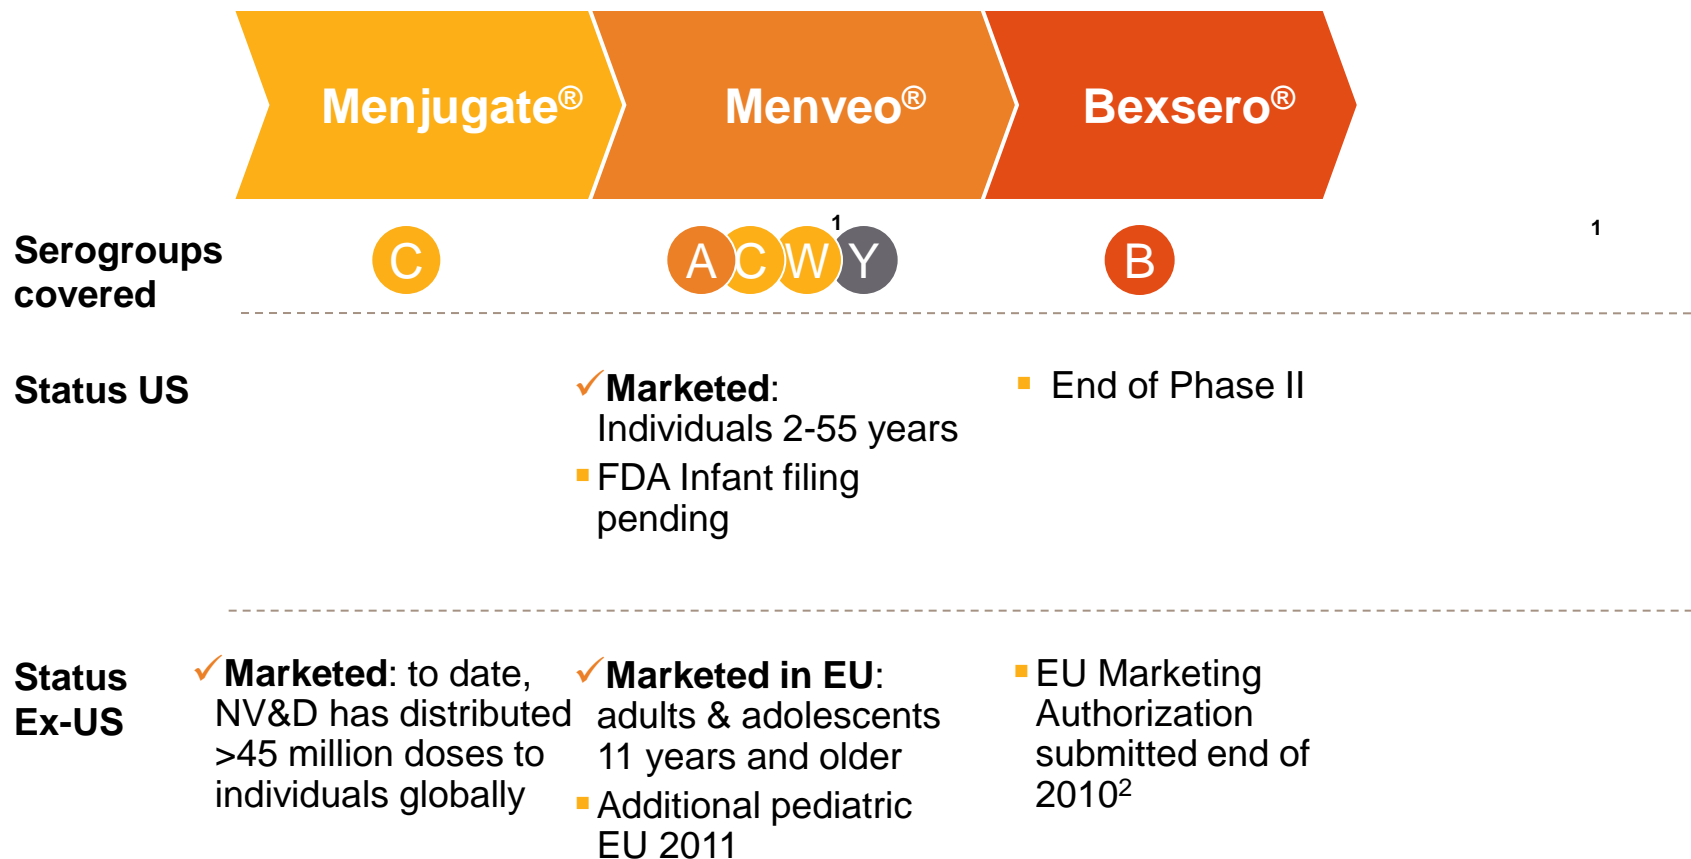 Menjugate®
Menveo®
Bexsero®
Serogroups
covered
C
A C W1 Y
B
1
Status US
✓Marketed:
Individuals 2-55 years
▪ FDA Infant filing
pending
▪ End of Phase II
Status
Ex-US
✓Marketed: to date,
NV&D has distributed
>45 million doses to
individuals globally
✓Marketed in EU:
adults & adolescents
11 years and older
▪ Additional pediatric
EU 2011
▪ EU Marketing
Authorization
submitted end of
2010²